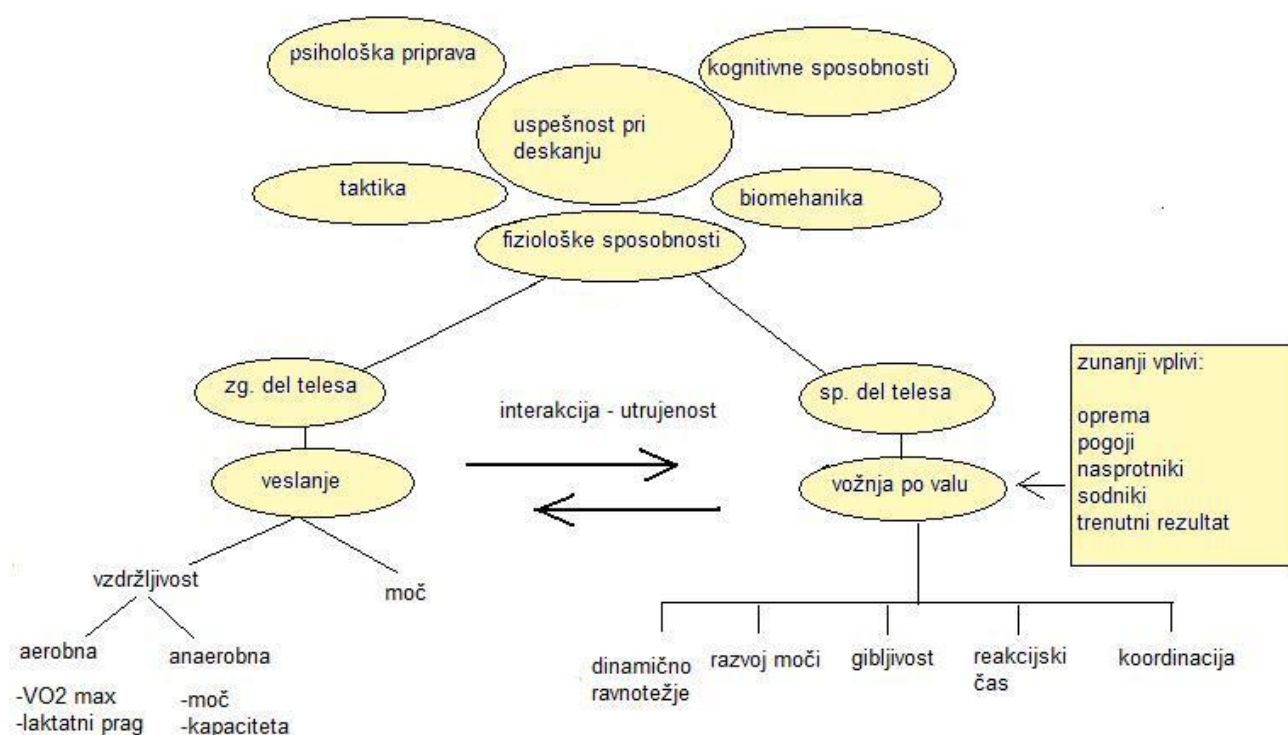 psihološka priprava
kognitivne sposobnosti
uspešnost pri
deskanju
taktika
biomehanika
fiziološke sposobnosti
zg. del telesa
sp. del telesa
zunanji vplivi:
oprema
pogoji
nasprotniki
sodniki
trenutni rezultat
interakcija - utrujenost
veslanje
vožnja po valu
vzdržljivost
moč
aerobna
-VO2 max
-laktatni prag
anaerobna
-moč
-kapaciteta
dinamično
ravnotežje
razvoj moči
gibljivost
reakcijski
čas
koordinacija